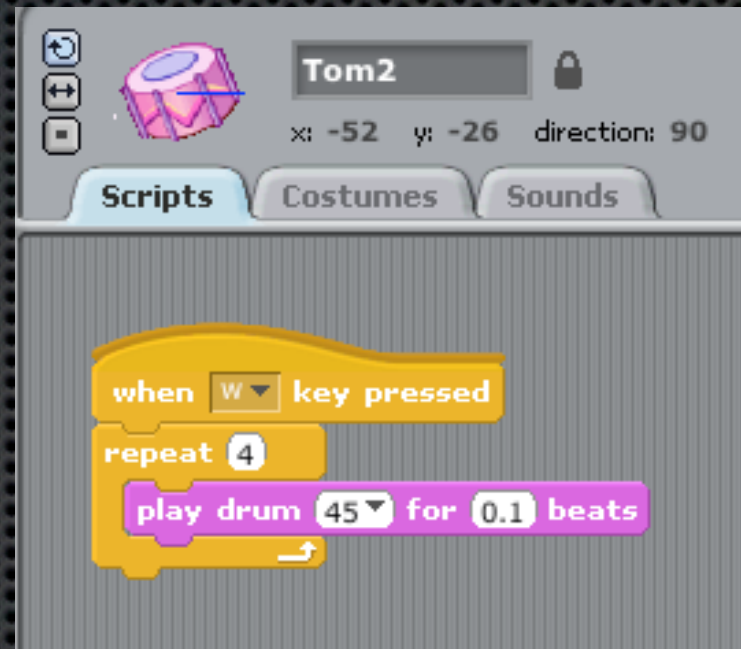 Tom2
x: -52 y: -26 direction: 90
Scripts Costumes Sounds
when w key pressed
repeat 4
play drum 45 for 0.1 beats